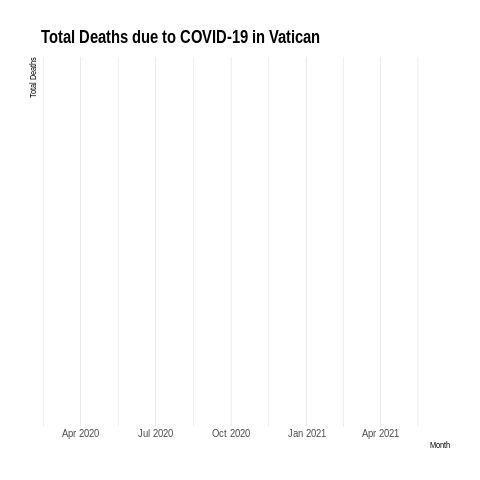 Total Deaths due to COVID-19 in Vatican
Total Deaths
Apr 2020 Jul 2020 Oct 2020 Jan 2021 Apr 2021
Month